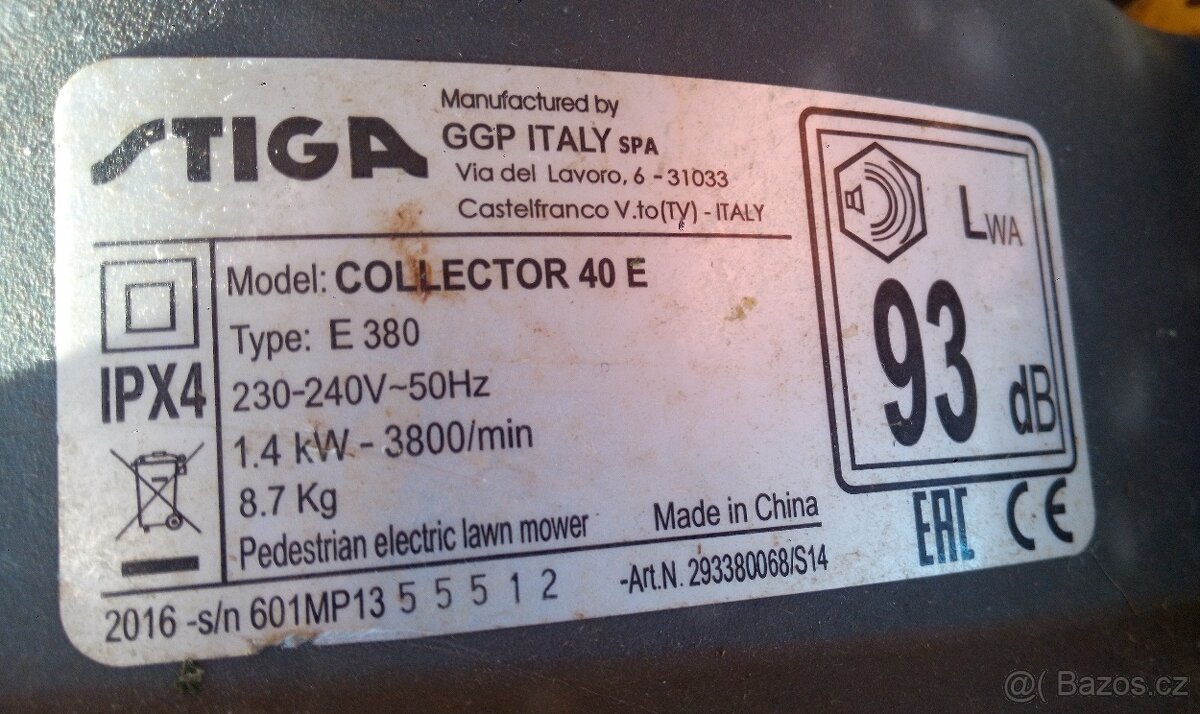 STIGA
Manufactured by
GGP ITALY SPA
Via del Lavoro, 6 - 31033
Castelfranco V.to(TV) - ITALY
Model: COLLECTOR 40 E
Type: E 380
230-240V~50Hz
1.4 kW - 3800/min
8.7 Kg
Pedestrian electric lawn mower
Made in China
IPX4
2016 -s/n 601MP13 5 5 5 1 2
-Art.N. 293380068/S14
LWA
93
dB
EAC CE
@( Bazos.cz